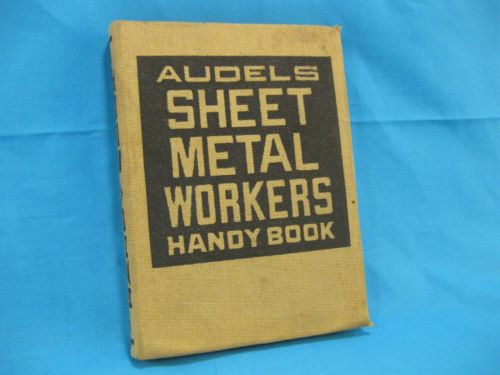 AUDELS
SHEET
METAL
WORKERS
HANDY BOOK